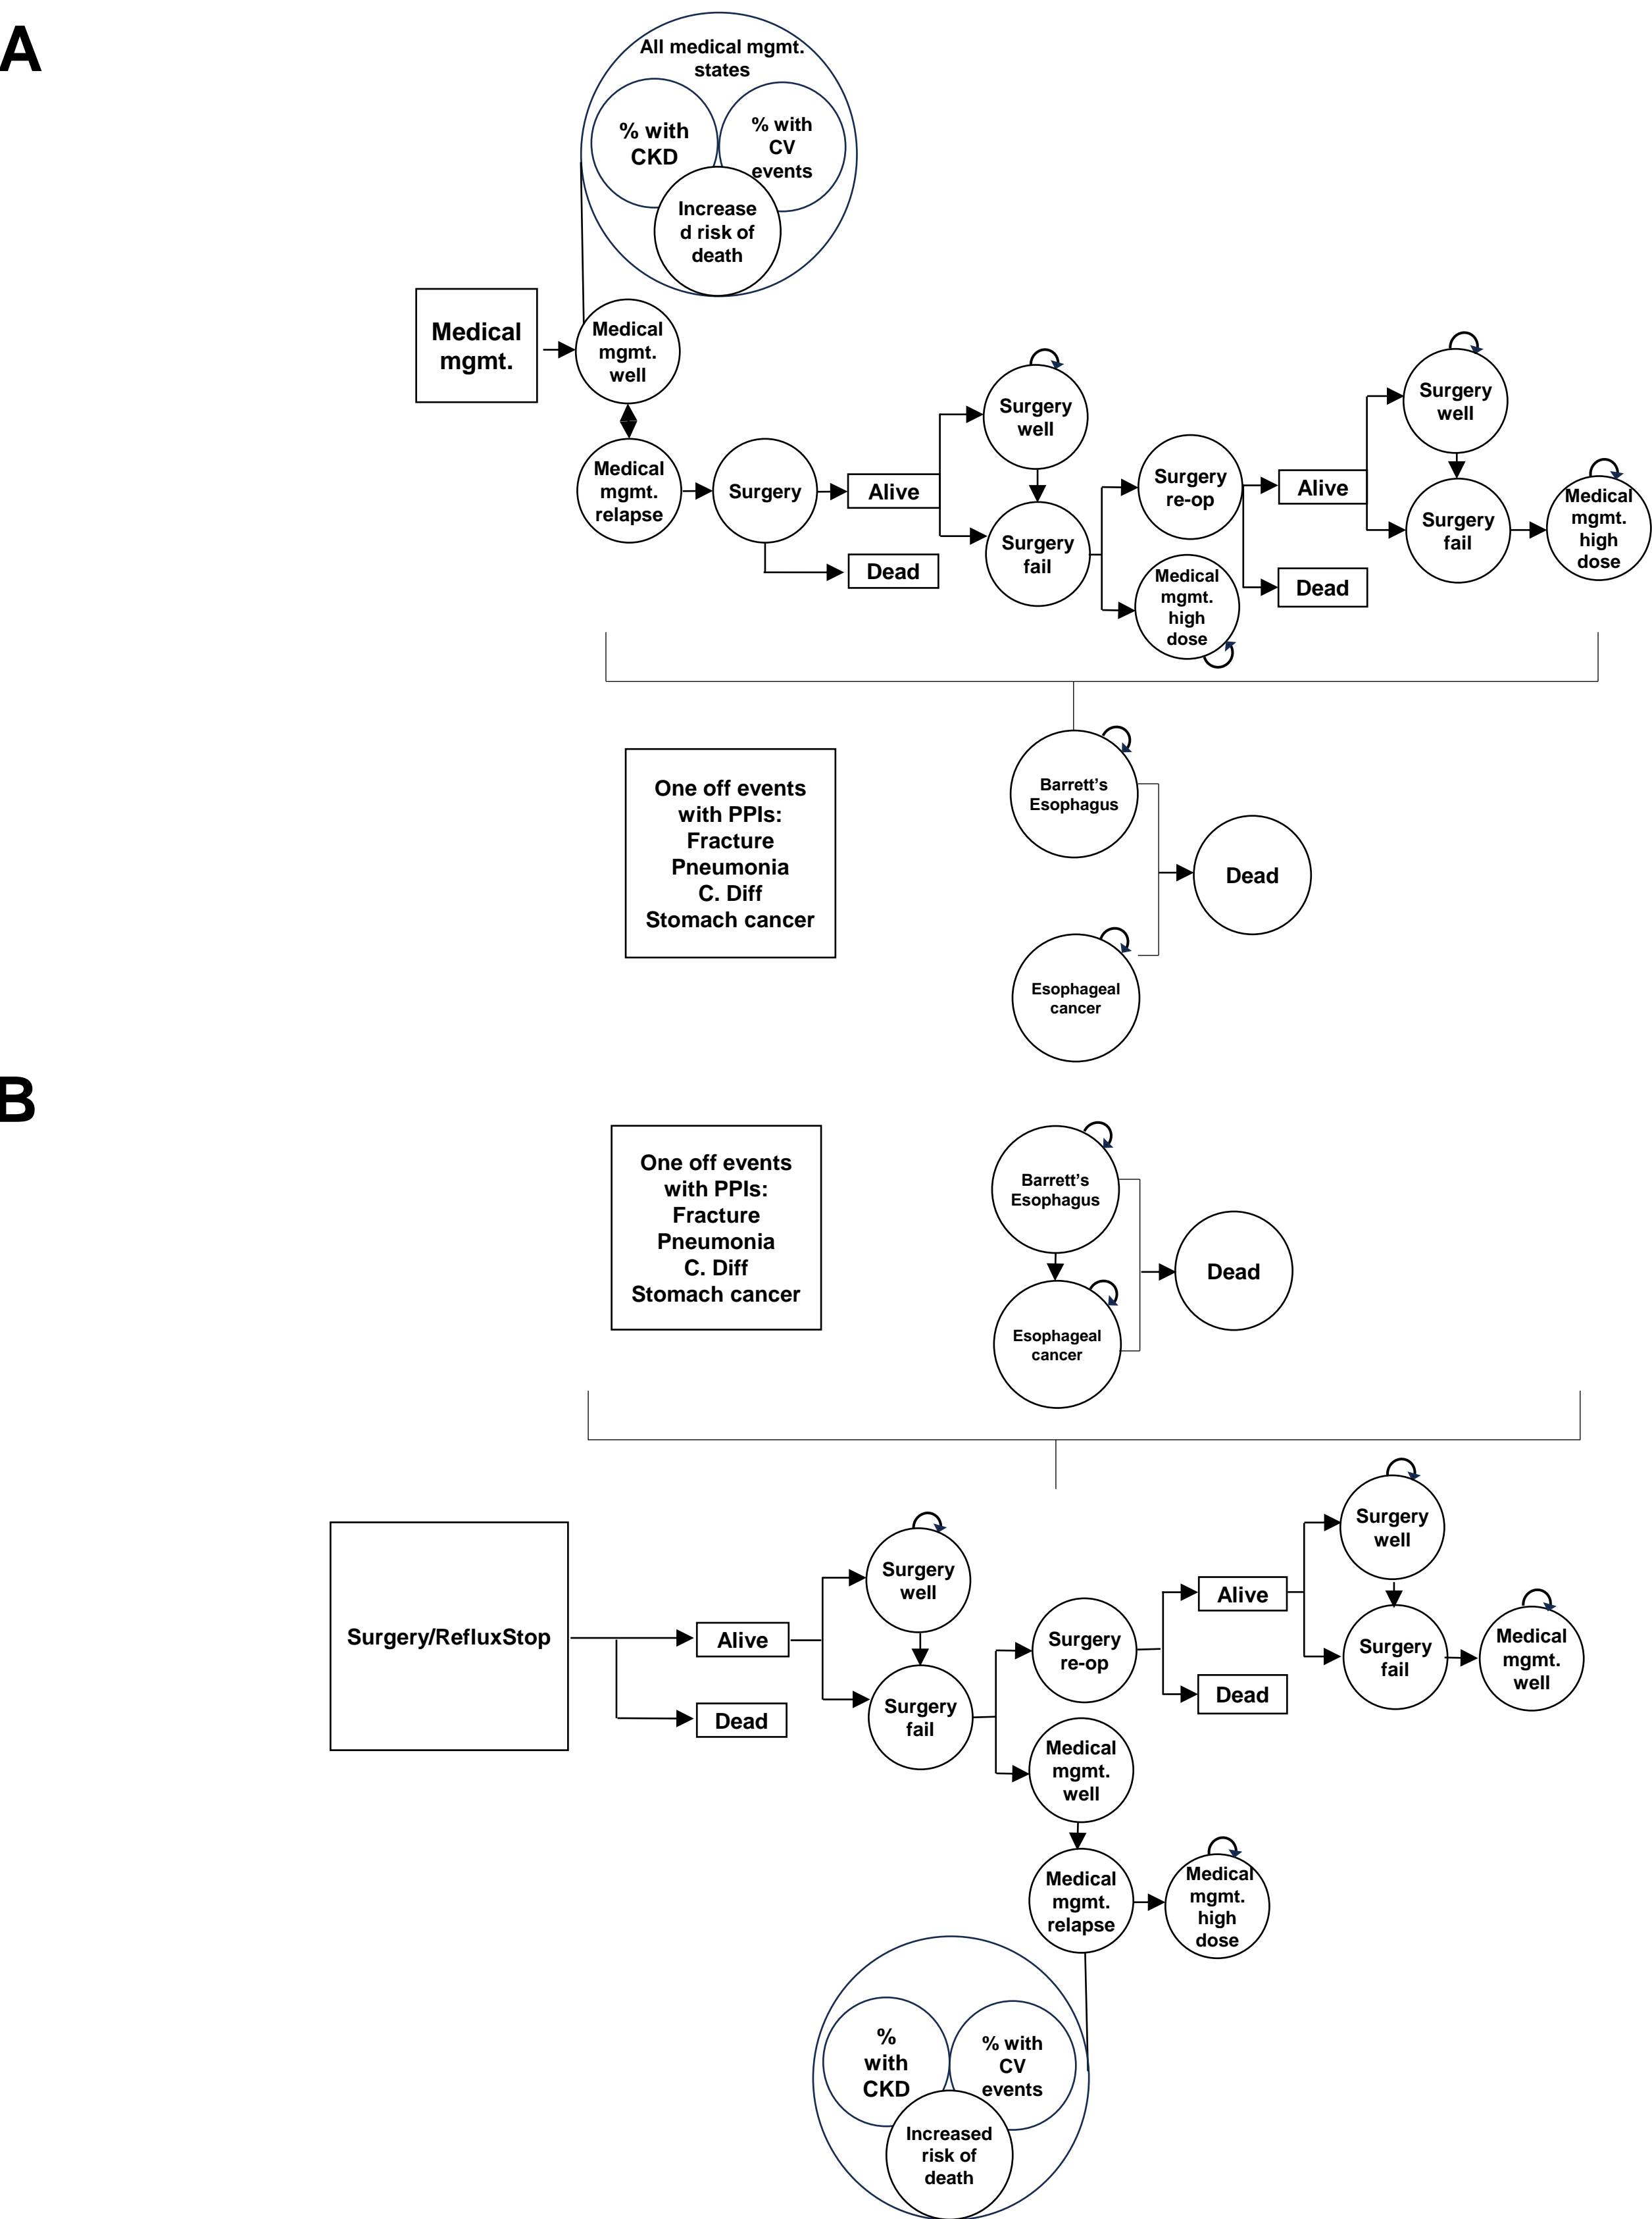 A
All medical mgmt.
states
% with
CKD
% with
CV
events
Increase
d risk of
death
Medical
mgmt.
Medical
mgmt.
well
Medical
mgmt.
relapse
Surgery
Alive
Dead
Surgery
well
Surgery
fail
Surgery
re-op
Medical
mgmt.
high
dose
Alive
Dead
Surgery
well
Surgery
fail
Medical
mgmt.
high
dose
One off events
with PPIs:
Fracture
Pneumonia
C. Diff
Stomach cancer
Barrett’s
Esophagus
Esophageal
cancer
Dead
B
One off events
with PPIs:
Fracture
Pneumonia
C. Diff
Stomach cancer
Barrett’s
Esophagus
Esophageal
cancer
Dead
Surgery/RefluxStop
Alive
Dead
Surgery
well
Surgery
fail
Surgery
re-op
Medical
mgmt.
well
Alive
Dead
Surgery
well
Surgery
fail
Medical
mgmt.
well
Medical
mgmt.
relapse
Medical
mgmt.
high
dose
%
with
CKD
% with
CV
events
Increased
risk of
death